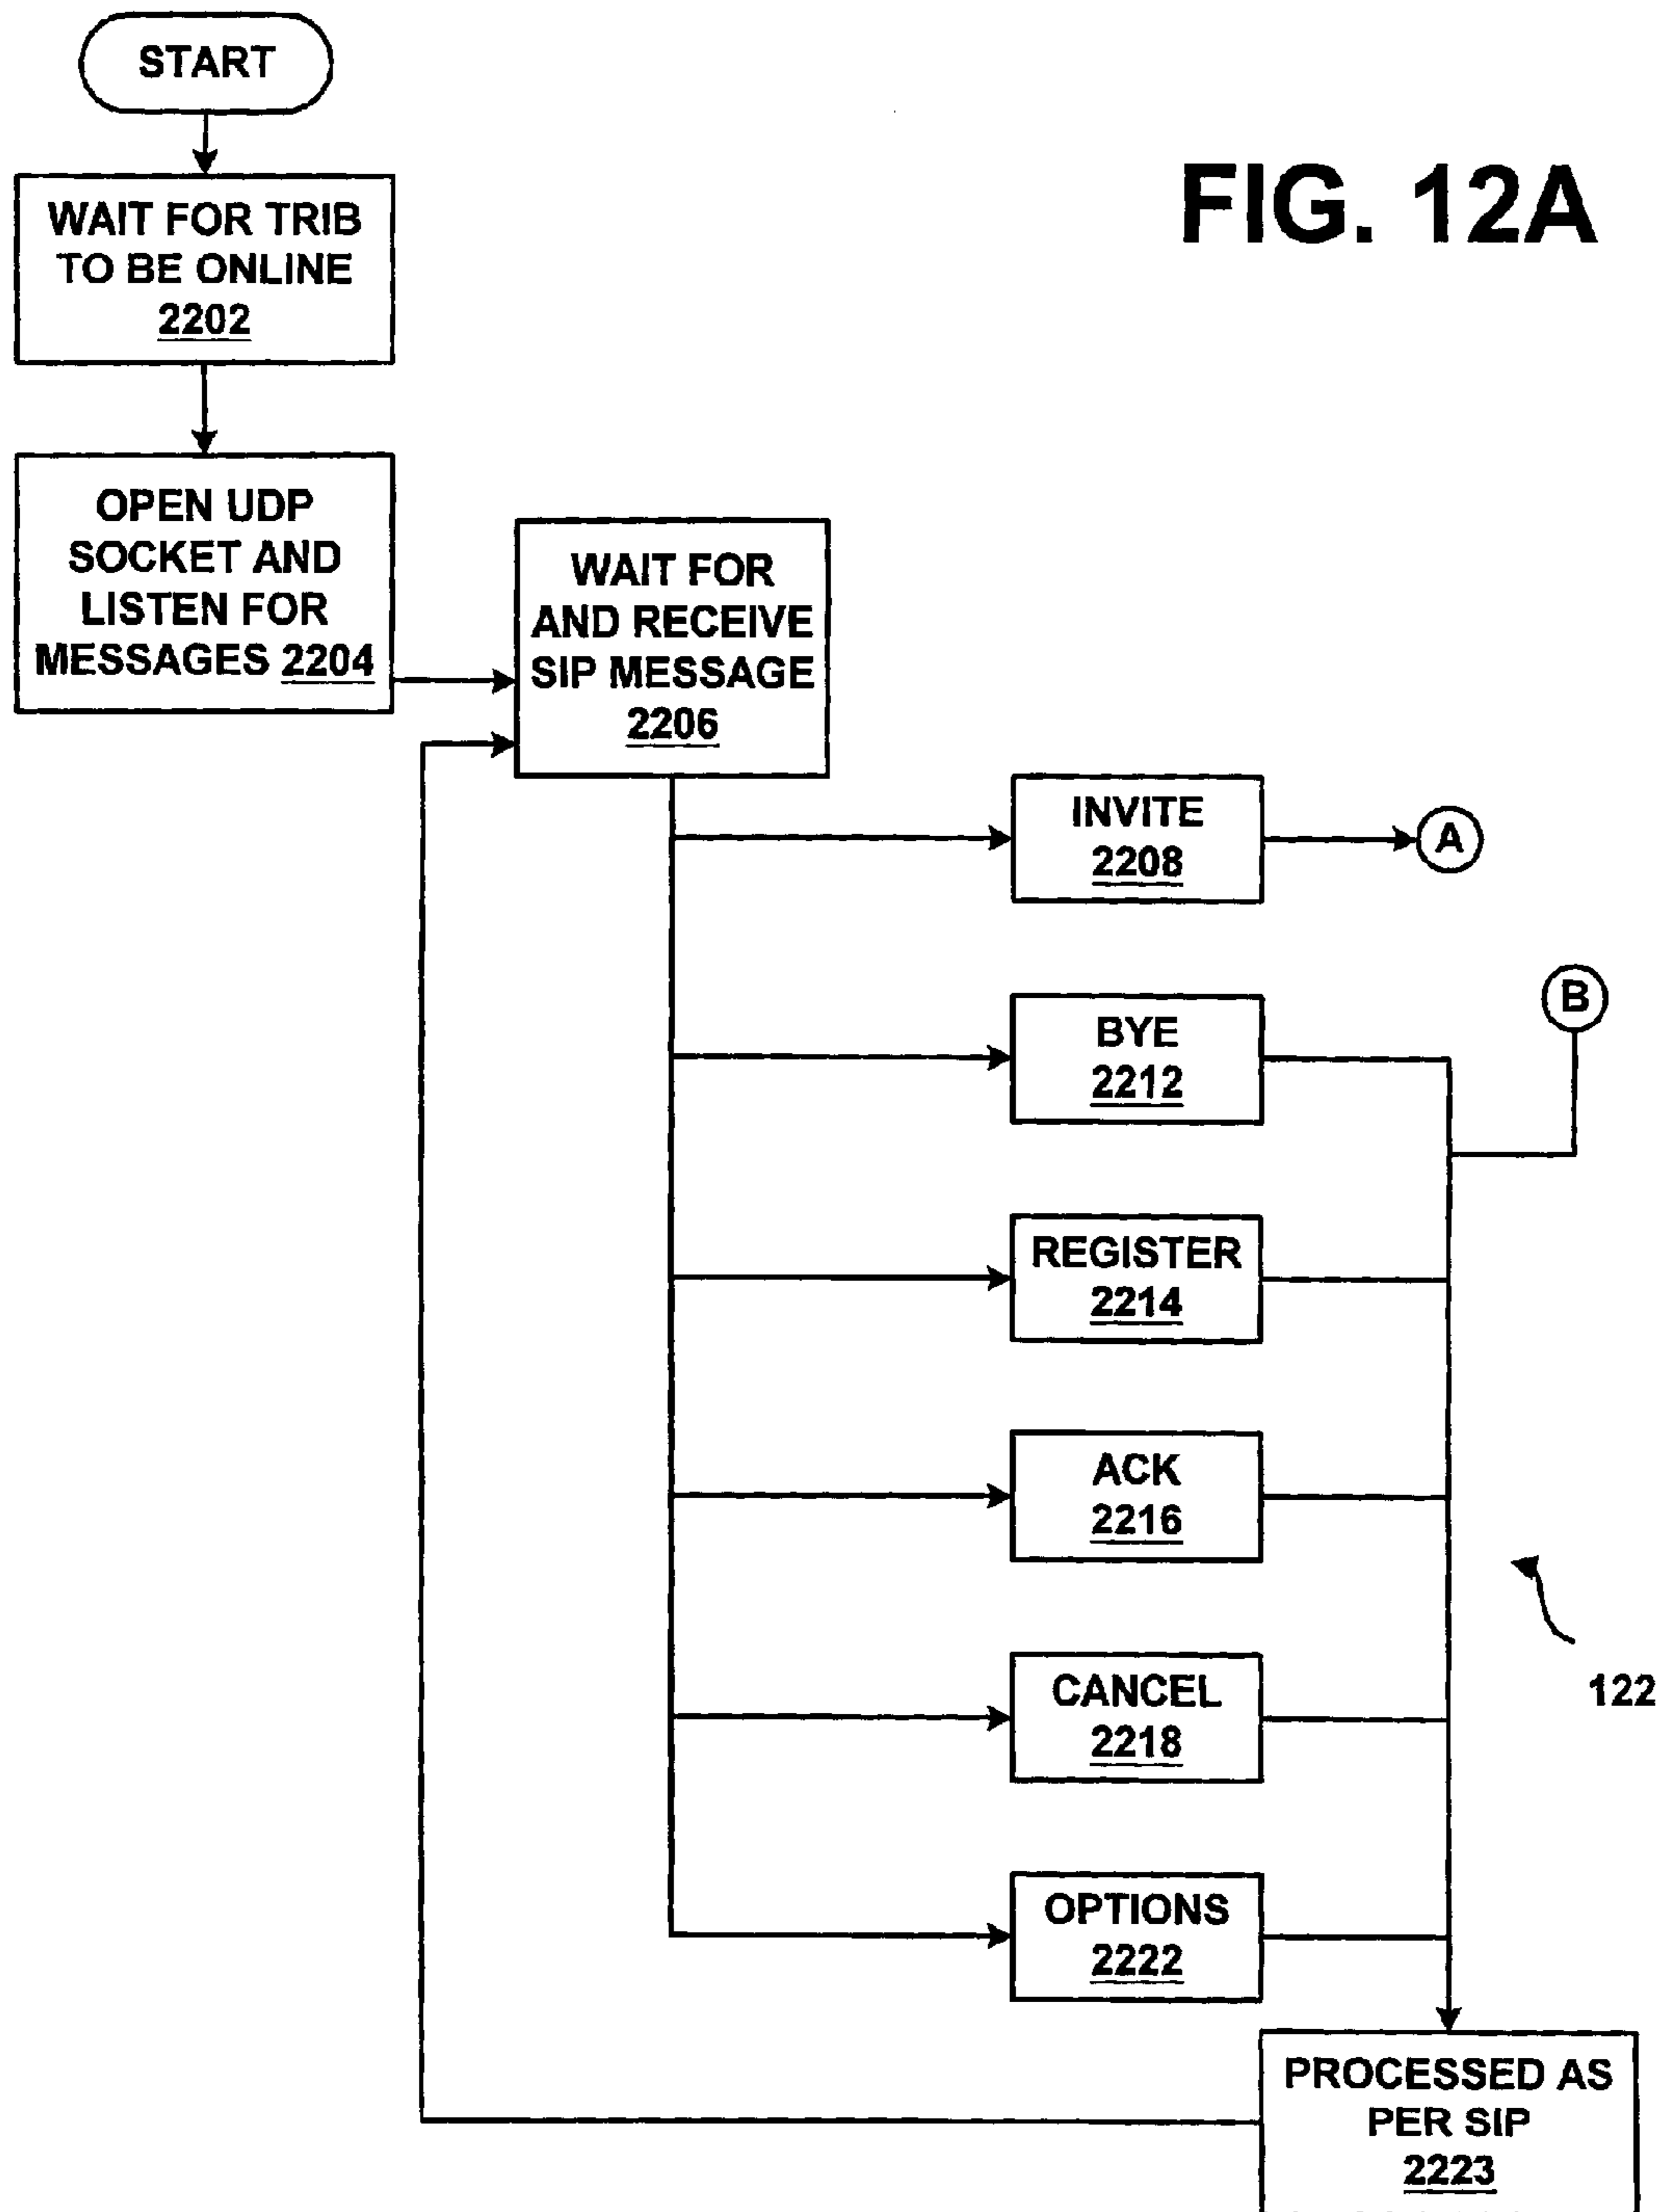 START
FIG. 12A
WAIT FOR TRIB
TO BE ONLINE
2202
OPEN UDP
SOCKET AND
LISTEN FOR
MESSAGES 2204
WAIT FOR
AND RECEIVE
SIP MESSAGE
2206
INVITE
2208
A
BYE
2212
B
REGISTER
2214
ACK
2216
CANCEL
2218
122
OPTIONS
2222
PROCESSED AS
PER SIP
2223